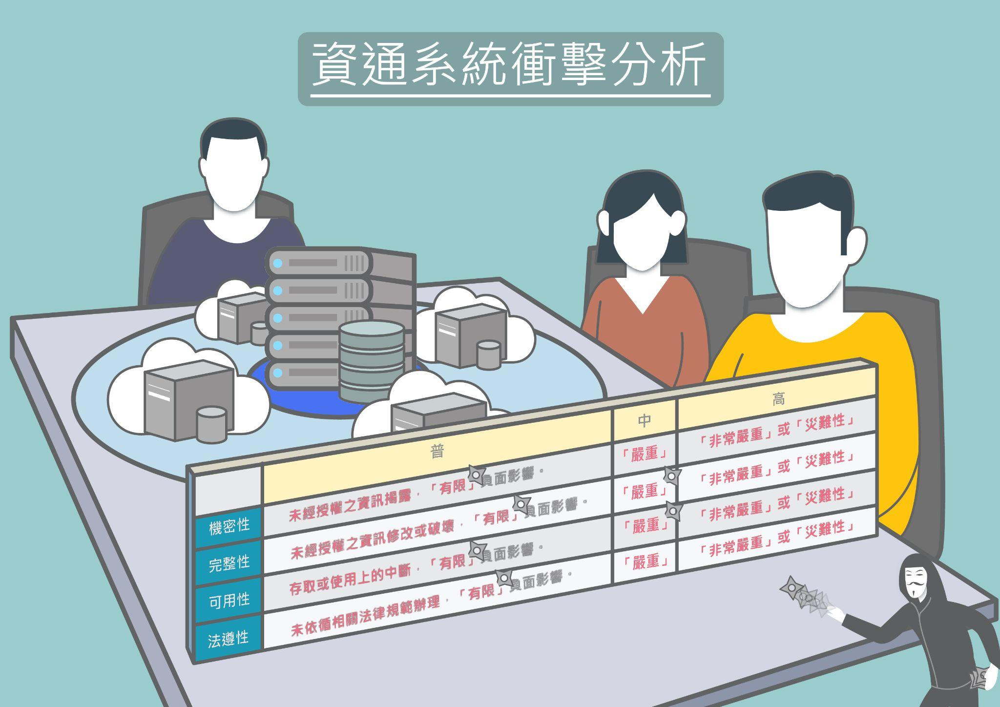 資通系統衝擊分析
普
中
高
機密性
未經授權之資訊揭露，「有限」負面影響。
「嚴重」
「非常嚴重」或「災難性」
完整性
未經授權之資訊修改或破壞，「有限」負面影響。
「嚴重」
「非常嚴重」或「災難性」
可用性
存取或使用上的中斷，「有限」負面影響。
「嚴重」
「非常嚴重」或「災難性」
法遵性
未依循相關法律規範辦理，「有限」負面影響。
「嚴重」
「非常嚴重」或「災難性」